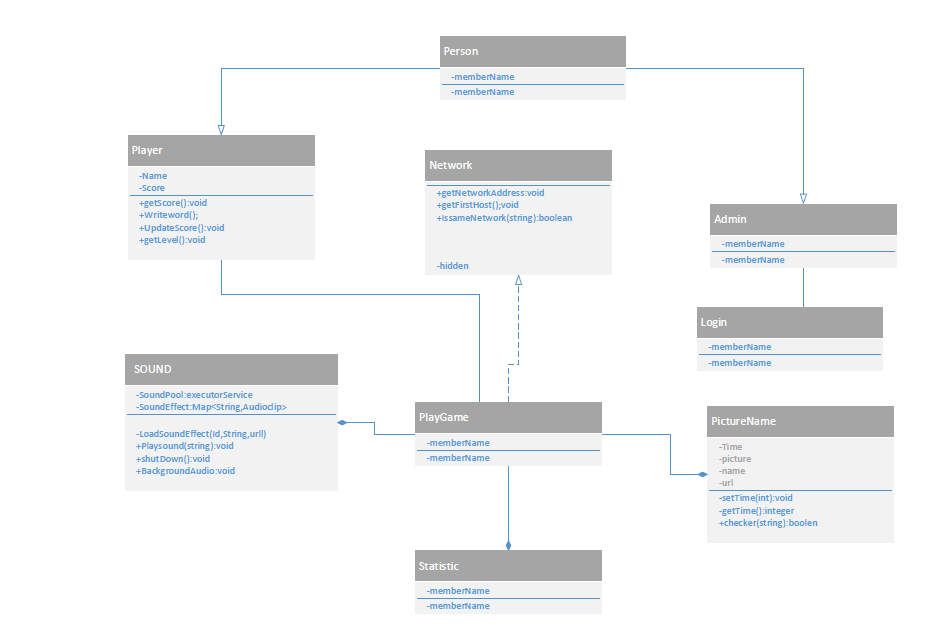 Person
-memberName
-memberName
Player
-Name
-Score
+getScore():void
+Writeword();
+UpdateScore():void
+getLevel():void
Network
+getNetworkAddress:void
+getFirstHost();void
+IssameNetwork(string):boolean
-hidden
Admin
-memberName
-memberName
Login
-memberName
-memberName
SOUND
-SoundPool:executorService
-SoundEffect:Map<String,Audioclip>
-LoadSoundEffect(Id,String,urll)
+Playsound(string):void
+shutDown():void
+BackgroundAudio:void
PlayGame
-memberName
-memberName
PictureName
-Time
-picture
-name
-url
-setTime(int):void
-getTime():integer
+checker(string):boolen
Statistic
-memberName
-memberName